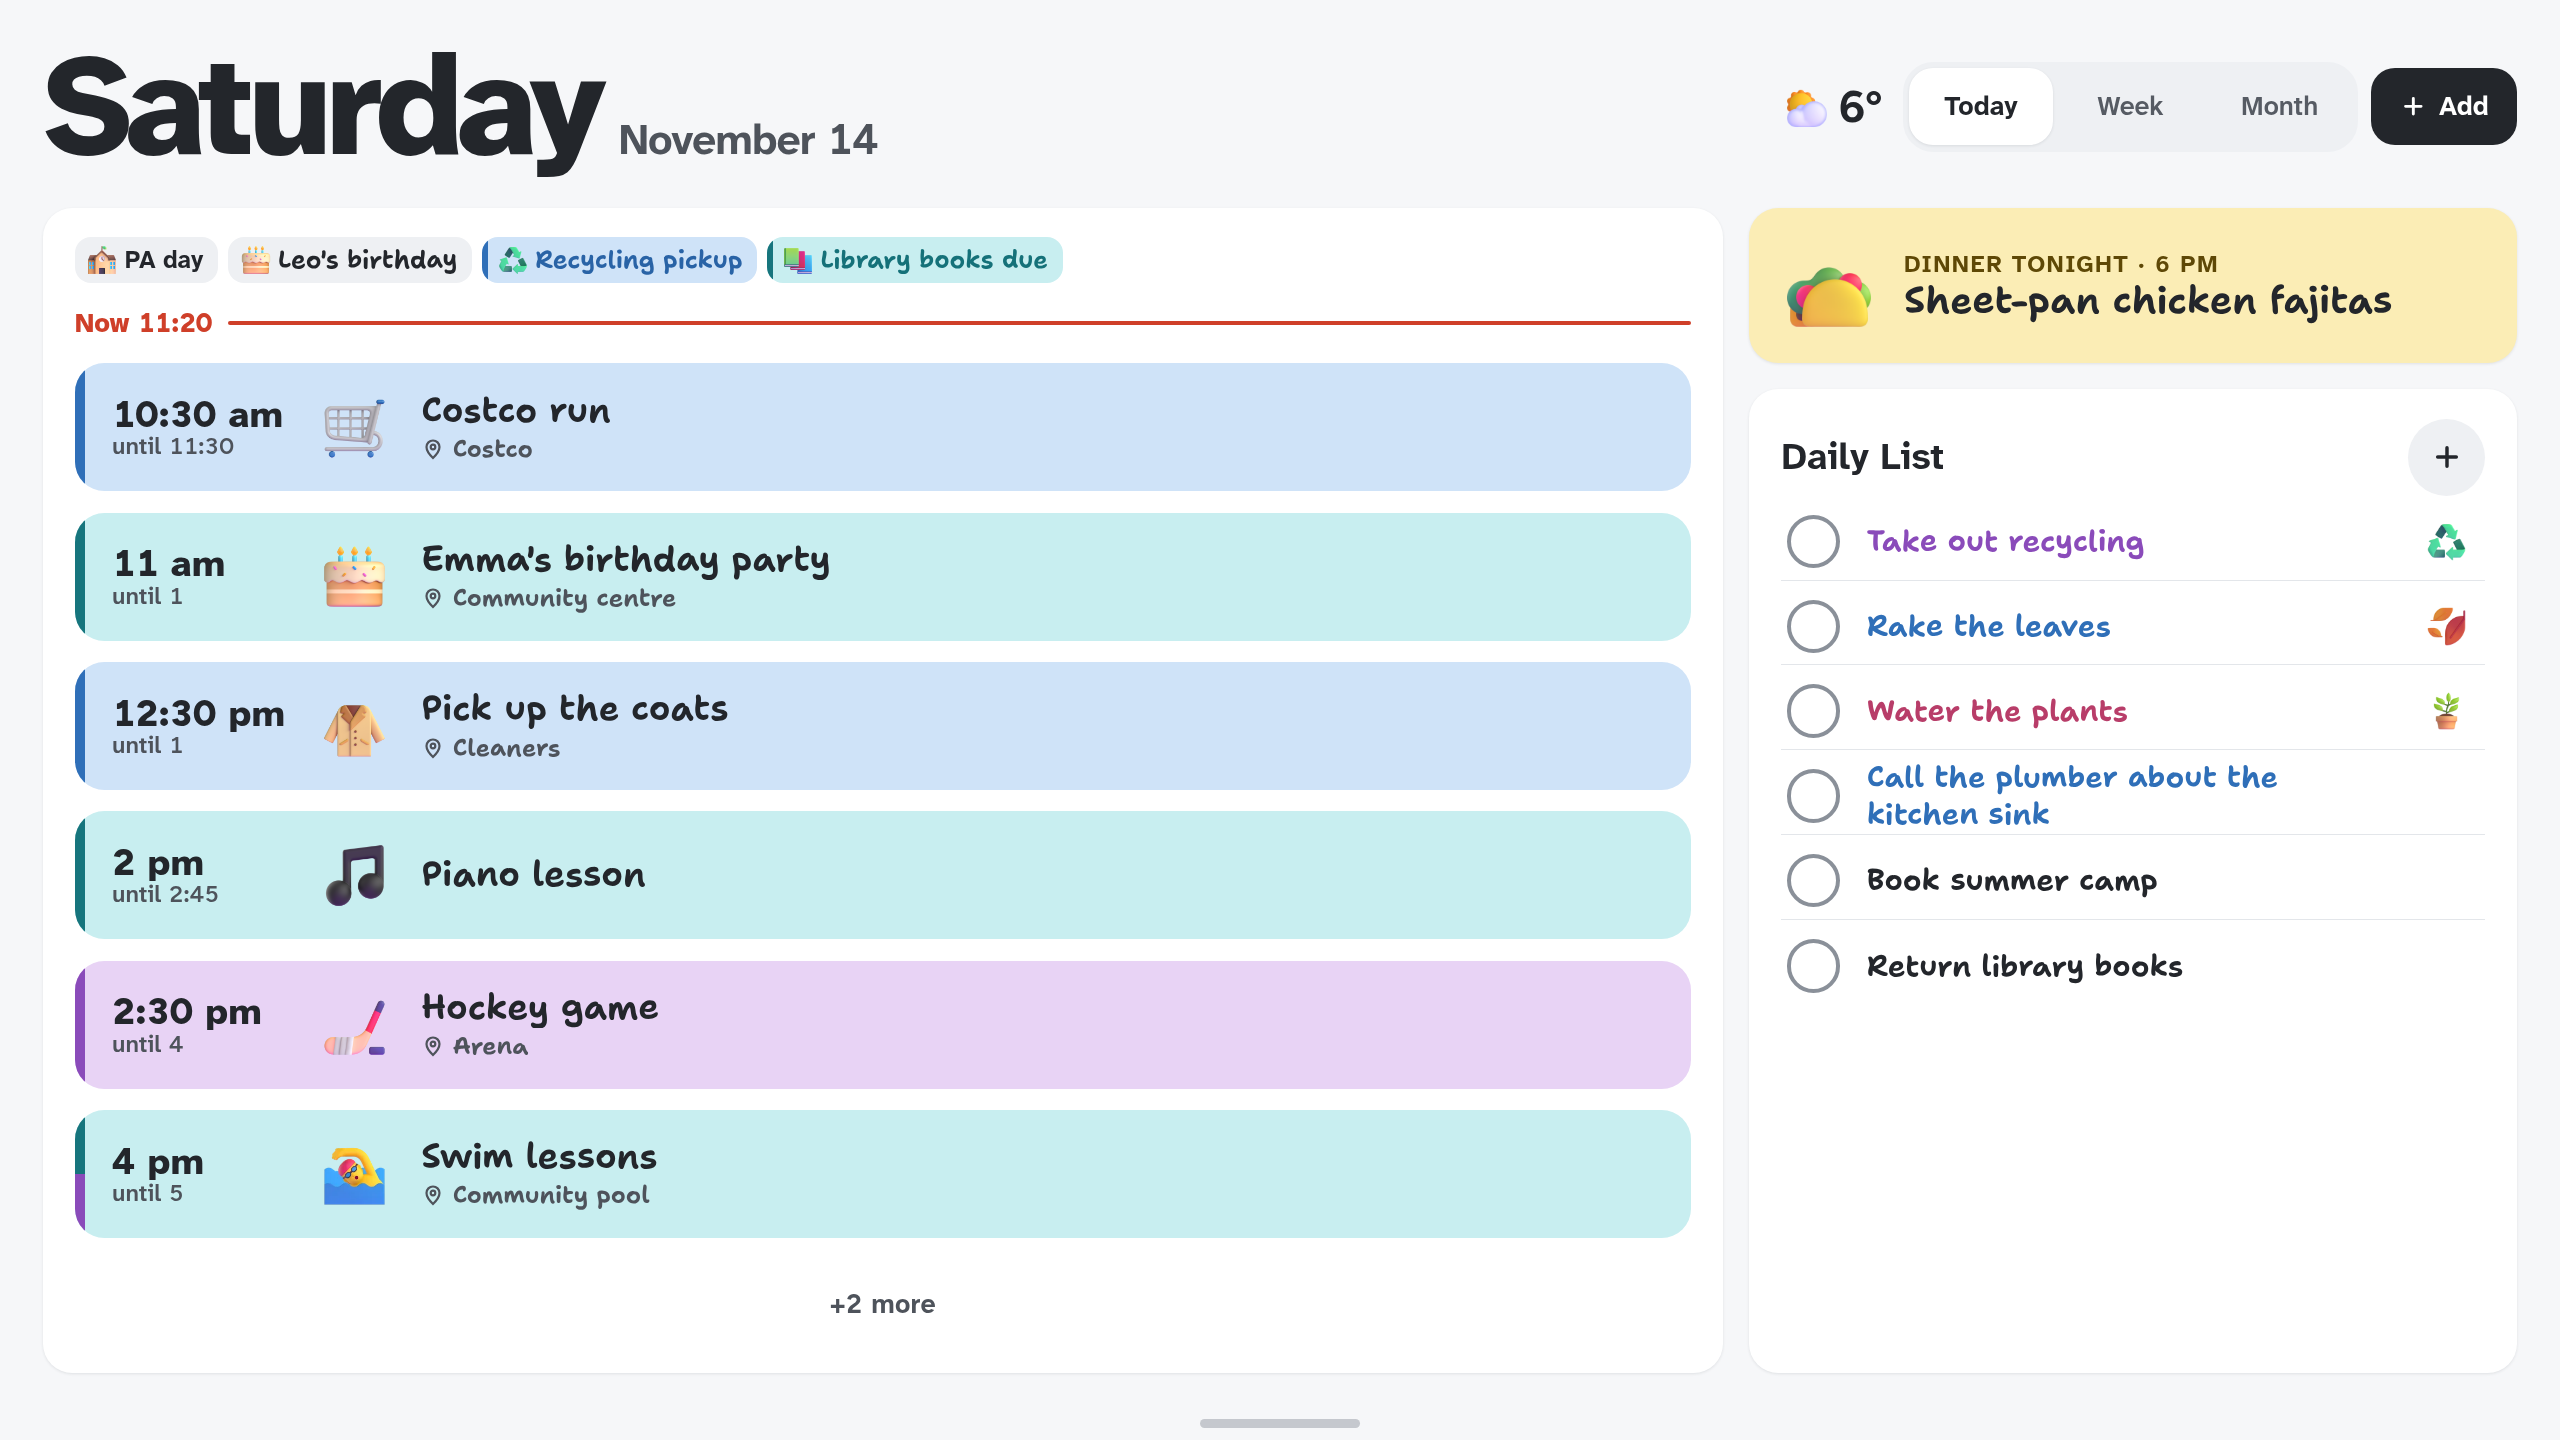 Saturday November 14
6°
Today
Week
Month
+ Add
PA day
Leo's birthday
Recycling pickup
Library books due
Now 11:20
10:30 am
until 11:30
Costco run
Costco
11 am
until 1
Emma's birthday party
Community centre
12:30 pm
until 1
Pick up the coats
Cleaners
2 pm
until 2:45
Piano lesson
2:30 pm
until 4
Hockey game
Arena
4 pm
until 5
Swim lessons
Community pool
+2 more
DINNER TONIGHT · 6 PM
Sheet-pan chicken fajitas
Daily List
+
Take out recycling
Rake the leaves
Water the plants
Call the plumber about the
kitchen sink
Book summer camp
Return library books